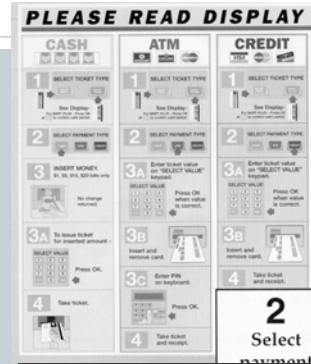 PLEASE READ DISPLAY
CASH
1 SELECT TICKET TYPE
See Display-
2 SELECT PAYMENT TYPE
3 INSERT MONEY.
No change
returned.
3A To issue ticket
for inserted amount -
SELECT VALUE
Press OK.
4 Take ticket.
ATM
1 SELECT TICKET TYPE
See Display-
2 SELECT PAYMENT TYPE
3A Enter ticket value
on "SELECT VALUE"
keypad.
SELECT VALUE
Press OK
when value
is correct.
3B
Insert and
remove card.
3C Enter PIN
on keyboard.
Press OK.
4 Take ticket
and receipt.
CREDIT
VISA
1 SELECT TICKET TYPE
See Display-
2 SELECT PAYMENT TYPE
3A Enter ticket value
on "SELECT VALUE"
keypad.
SELECT VALUE
Press OK
when value
is correct.
3B
Insert and
remove card.
4 Take ticket
and receipt.
2
Select
payment